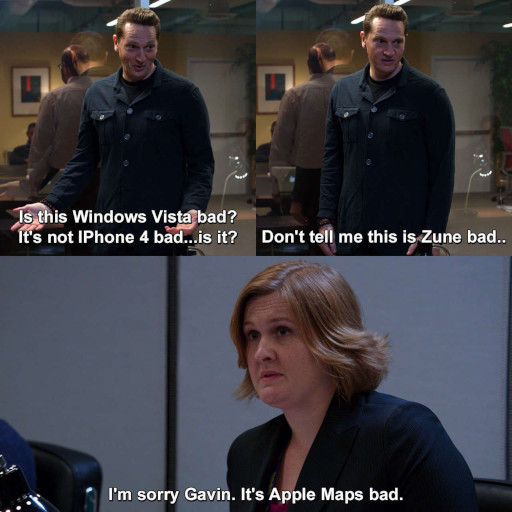 Is this Windows Vista bad?
It's not IPhone 4 bad...is it?
Don't tell me this is Zune bad..
I'm sorry Gavin. It's Apple Maps bad.